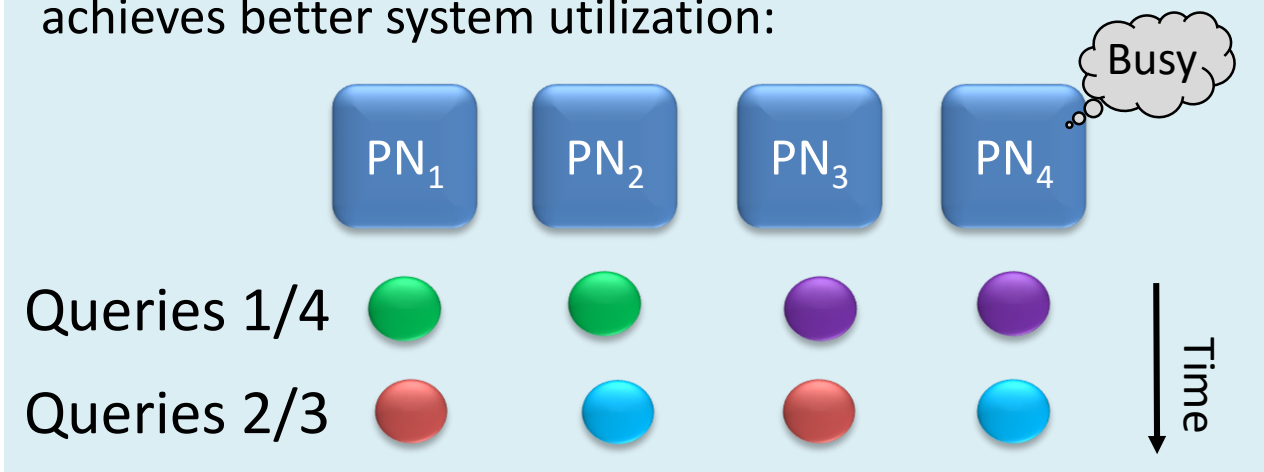 achieves better system utilization:
Busy
PN1 PN2 PN3 PN4
Queries 1/4
Queries 2/3
Time